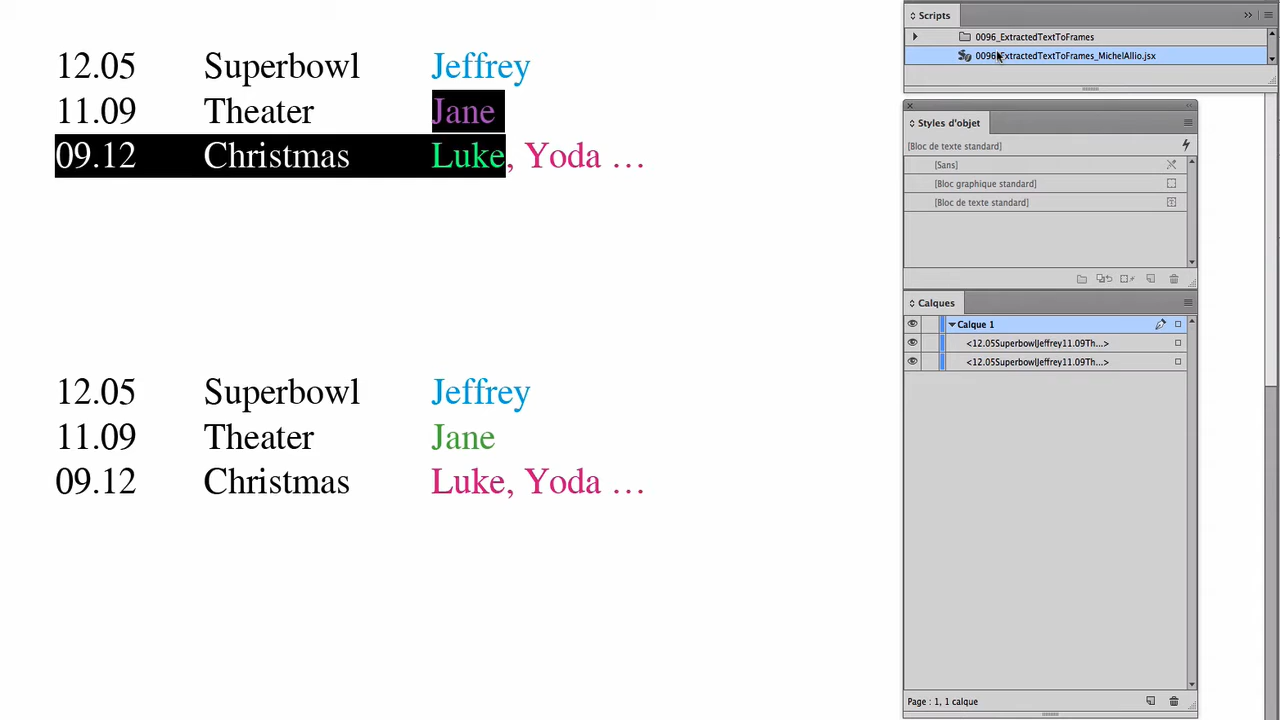 12.05 Superbowl Jeffrey
11.09 Theater Jane
09.12 Christmas Luke, Yoda …
12.05 Superbowl Jeffrey
11.09 Theater Jane
09.12 Christmas Luke, Yoda …
Scripts
0096_ExtractedTextToFrames
0096_ExtractedTextToFrames_MichelAllio.jsx
Styles d'objet
[Bloc de texte standard]
[Sans]
[Bloc graphique standard]
[Bloc de texte standard]
Calques
Calque 1
<12.05SuperbowlJeffrey11.09Th...>
<12.05SuperbowlJeffrey11.09Th...>
Page : 1, 1 calque